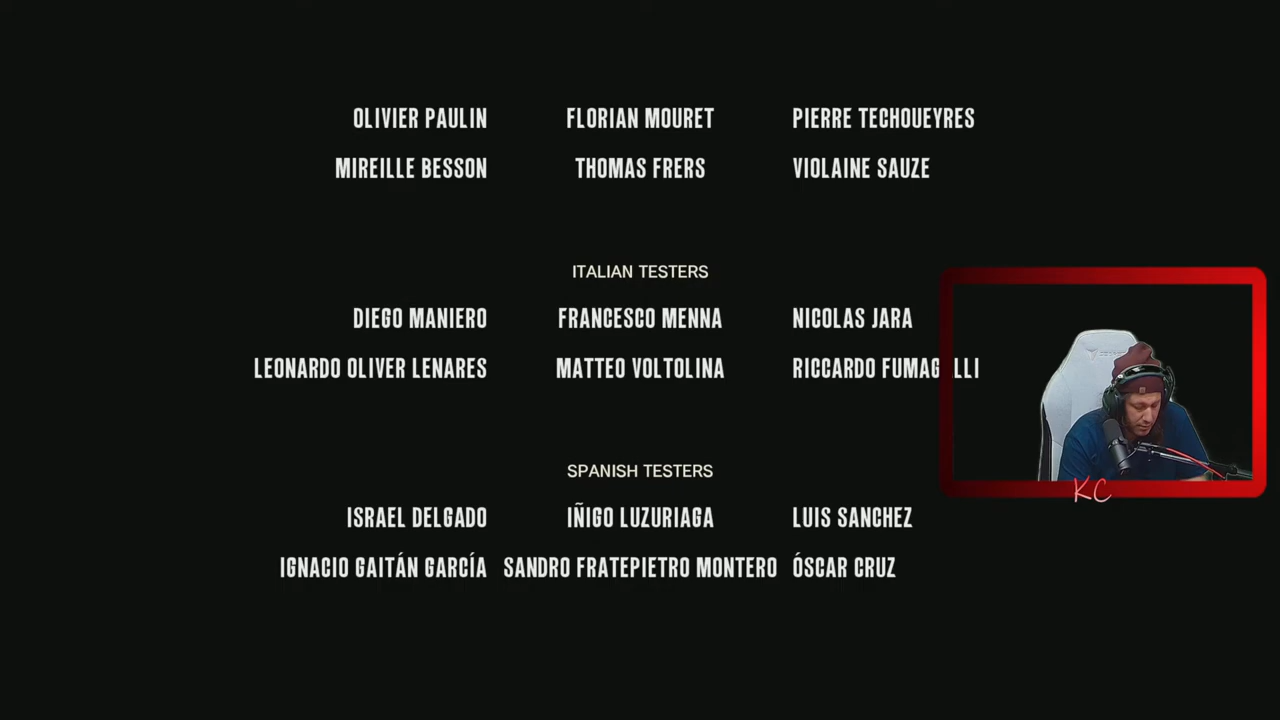 OLIVIER PAULIN FLORIAN MOURET PIERRE TECHOUEYRES
MIREILLE BESSON THOMAS FRERS VIOLAINE SAUZE
ITALIAN TESTERS
DIEGO MANIERO FRANCESCO MENNA NICOLAS JARA
LEONARDO OLIVER LENARES MATTEO VOLTOLINA RICCARDO
SPANISH TESTERS
KC
ISRAEL DELGADO IÑIGO LUZURIAGA LUIS SANCHEZ
IGNACIO GAITÁN GARCÍA SANDRO FRATEPIETRO MONTERO ÓSCAR CRUZ